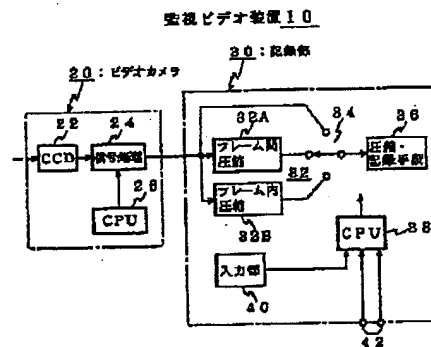 監視ビデオ装置10
20:ビデオカメラ
30:記録部
22
24
CCD
信号処理
CPU
26
32A
フレーム間
圧縮
32
フレーム内
圧縮
32B
34
36
圧縮・
記録手段
CPU
38
入力部
40
42